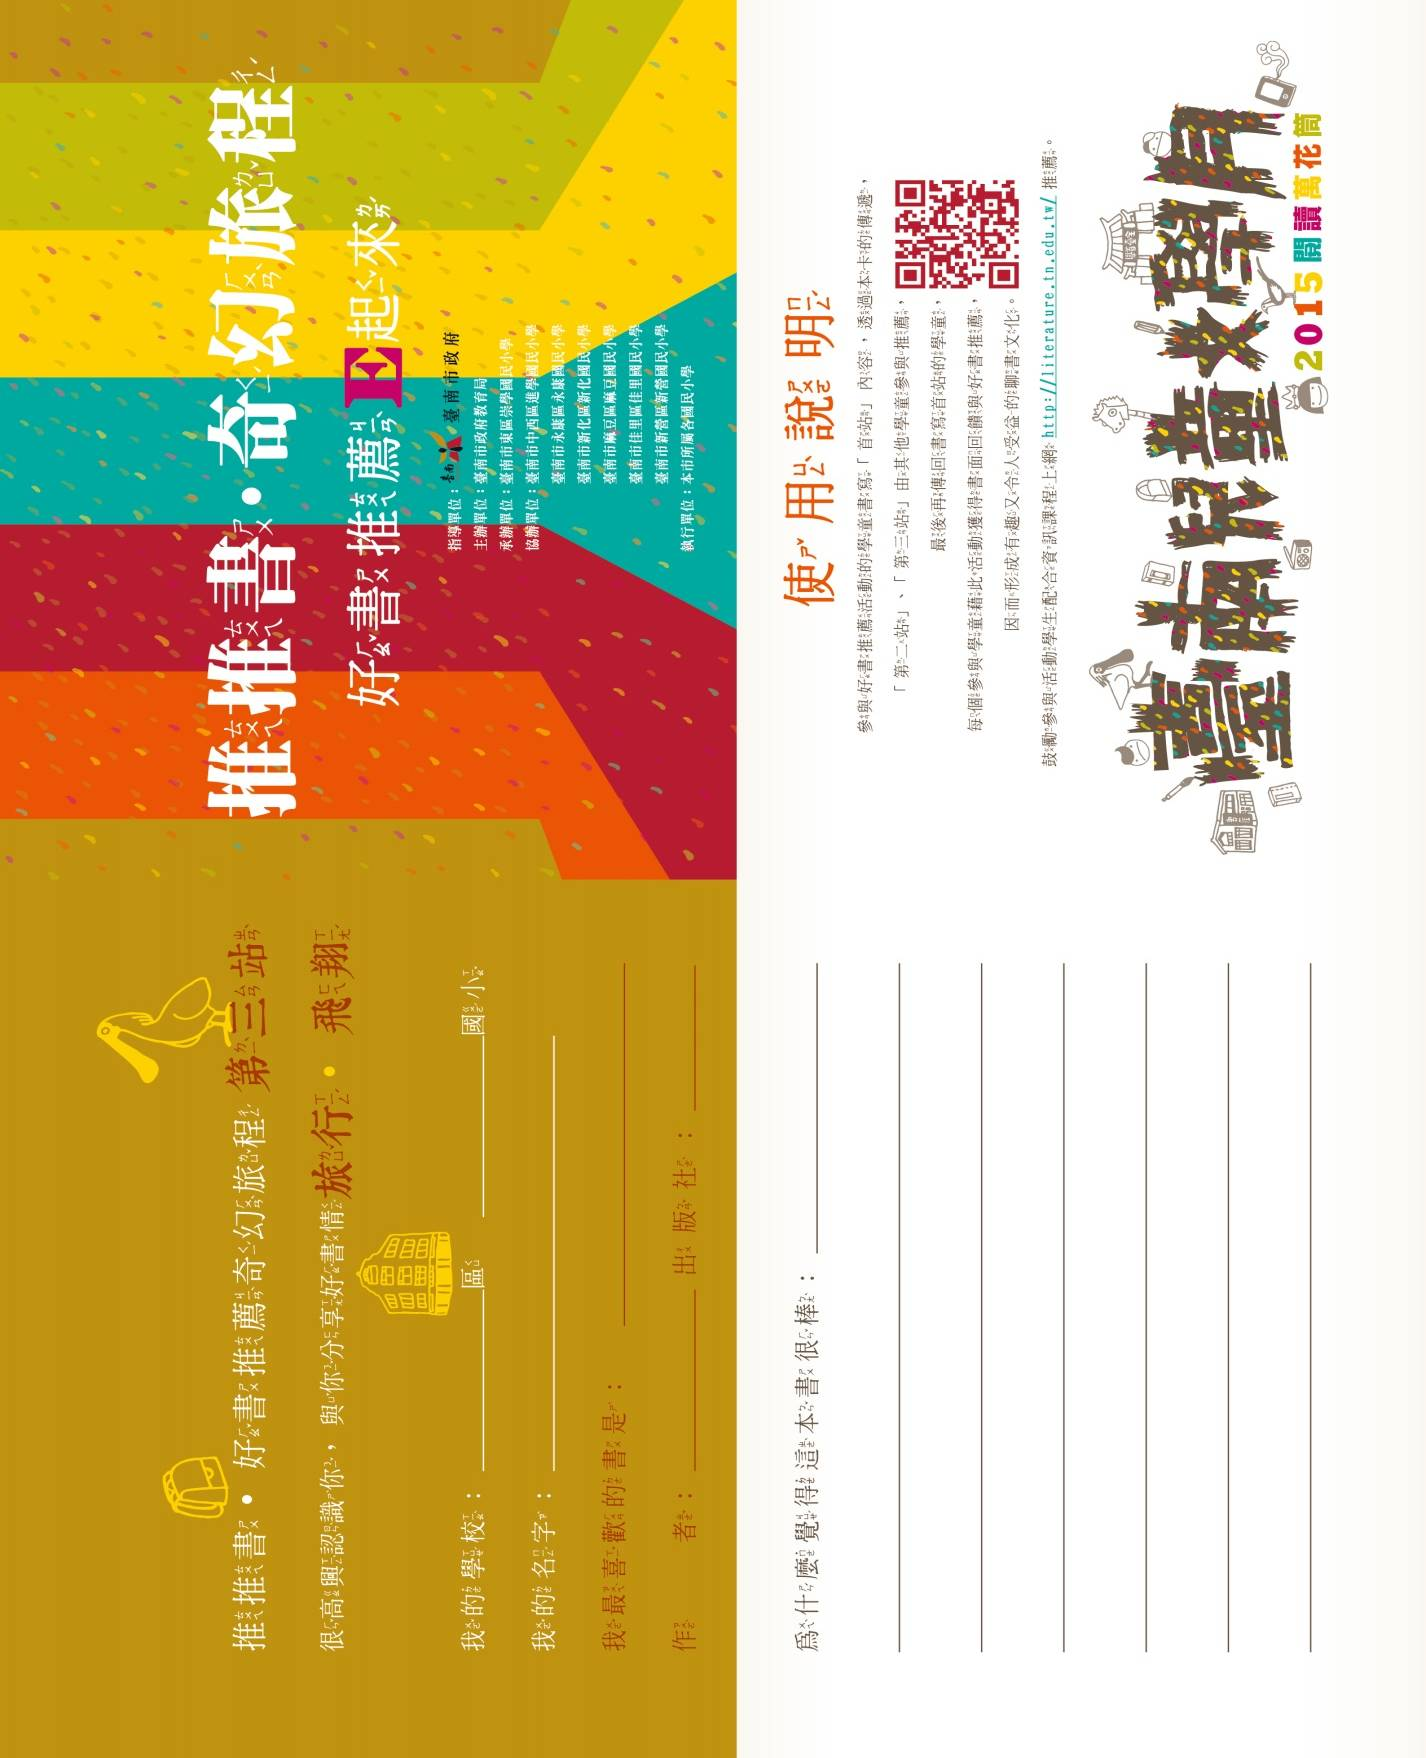 推推書•奇幻旅程
好書推薦E起來
指導單位：臺南市政府
主辦單位：臺南市政府教育局
承辦單位：臺南市東區崇學國民小學
協辦單位：臺南市中西區進學國民小學
臺南市永康區永康國民小學
臺南市新化區新化國民小學
臺南市麻豆區麻豆國民小學
臺南市佳里區佳里國民小學
臺南市新營區新營國民小學
執行單位：本市所屬各國民小學
使用說明
參與好書推薦活動的學童書寫「首站」內容，透過本卡的傳遞，
「第二站」、「第三站」由其他學童參與推薦，
最後再傳回書寫首站的學童，
每個參與學童藉此活動獲得書面回饋與好書推薦，
因而形成有趣又令人受益的聊書文化。
鼓勵參與活動學生配合資訊課程上網 http://literature.tn.edu.tw/ 推薦。
臺南兒童文學月
2015閱讀萬花筒
推推書•好書推薦奇幻旅程 第三站
很高興認識你，與你分享好書情 旅行•飛翔
我的學校：區國小
我的名字：
我最喜歡的書是：
作者：出版社：
為什麼覺得這本書很棒：